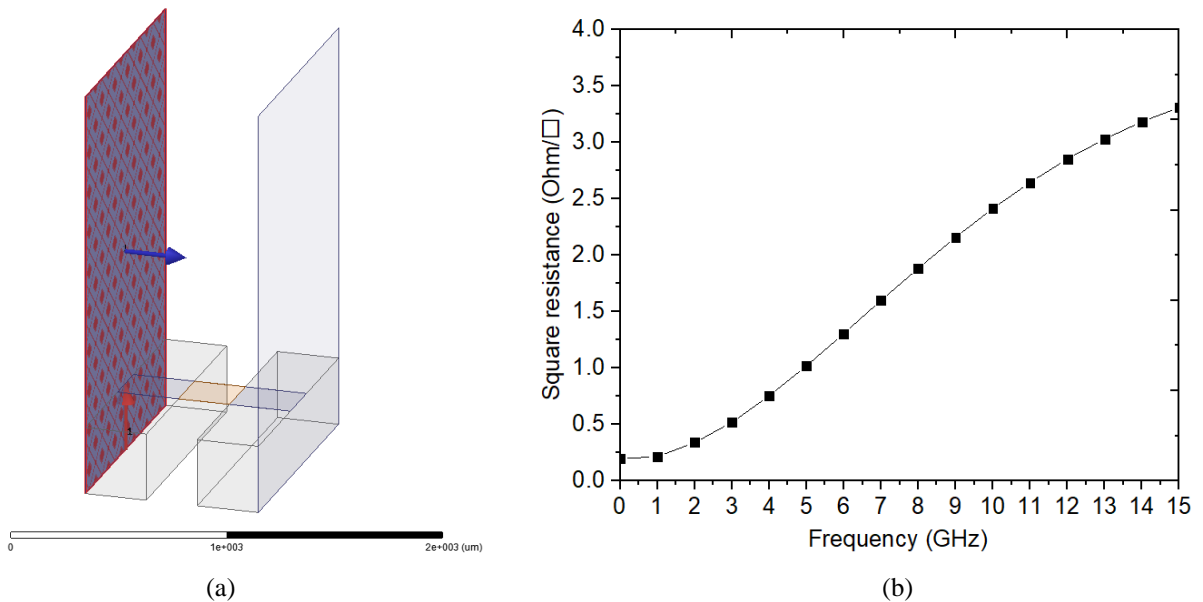 1
1
0
1e+003
2e+003 (um)
(a)
4.0
3.5
3.0
2.5
2.0
1.5
1.0
0.5
0.0
Square resistance (Ohm/□)
0 1 2 3 4 5 6 7 8 9 10 11 12 13 14 15
Frequency (GHz)
(b)